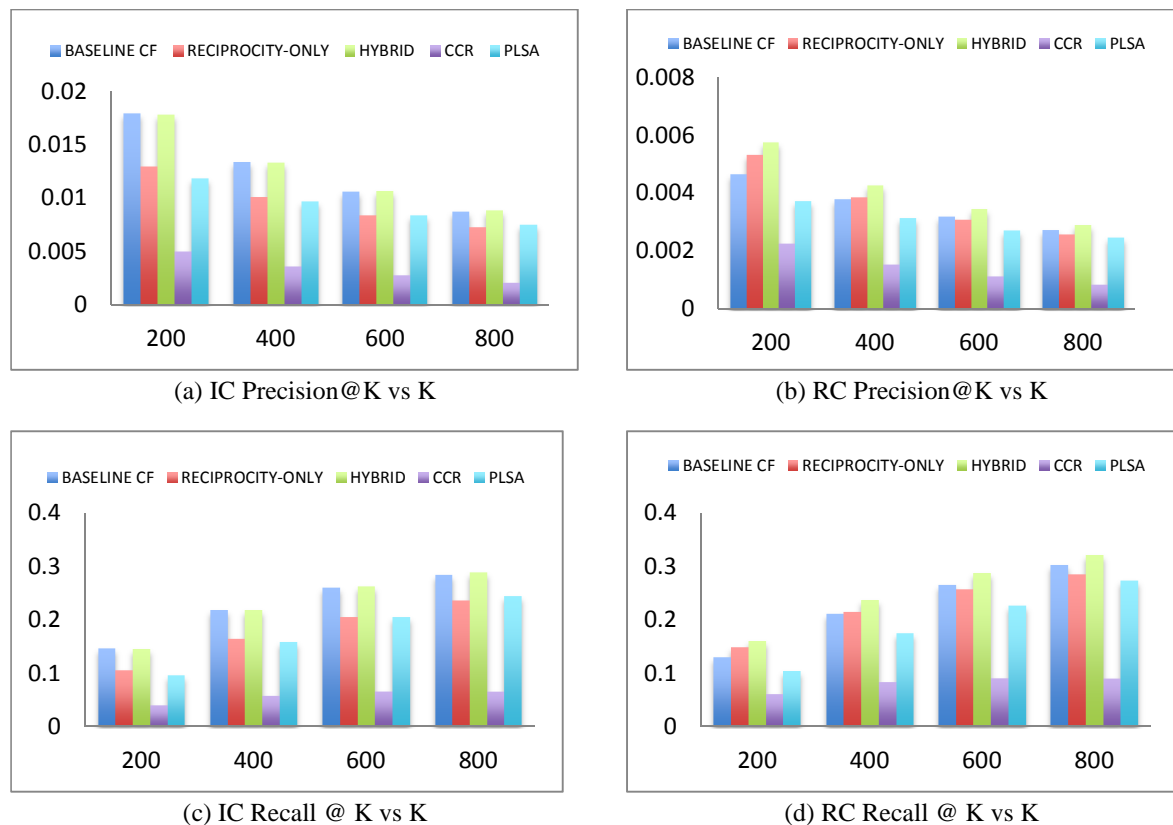 BASELINE CF RECIPROCITY-ONLY HYBRID CCR PLSA
0.02
0.015
0.01
0.005
0
200 400 600 800
(a) IC Precision@K vs K
BASELINE CF RECIPROCITY-ONLY HYBRID CCR PLSA
0.008
0.006
0.004
0.002
0
200 400 600 800
(b) RC Precision@K vs K
BASELINE CF RECIPROCITY-ONLY HYBRID CCR PLSA
0.4
0.3
0.2
0.1
0
200 400 600 800
(c) IC Recall @ K vs K
BASELINE CF RECIPROCITY-ONLY HYBRID CCR PLSA
0.4
0.3
0.2
0.1
0
200 400 600 800
(d) RC Recall @ K vs K